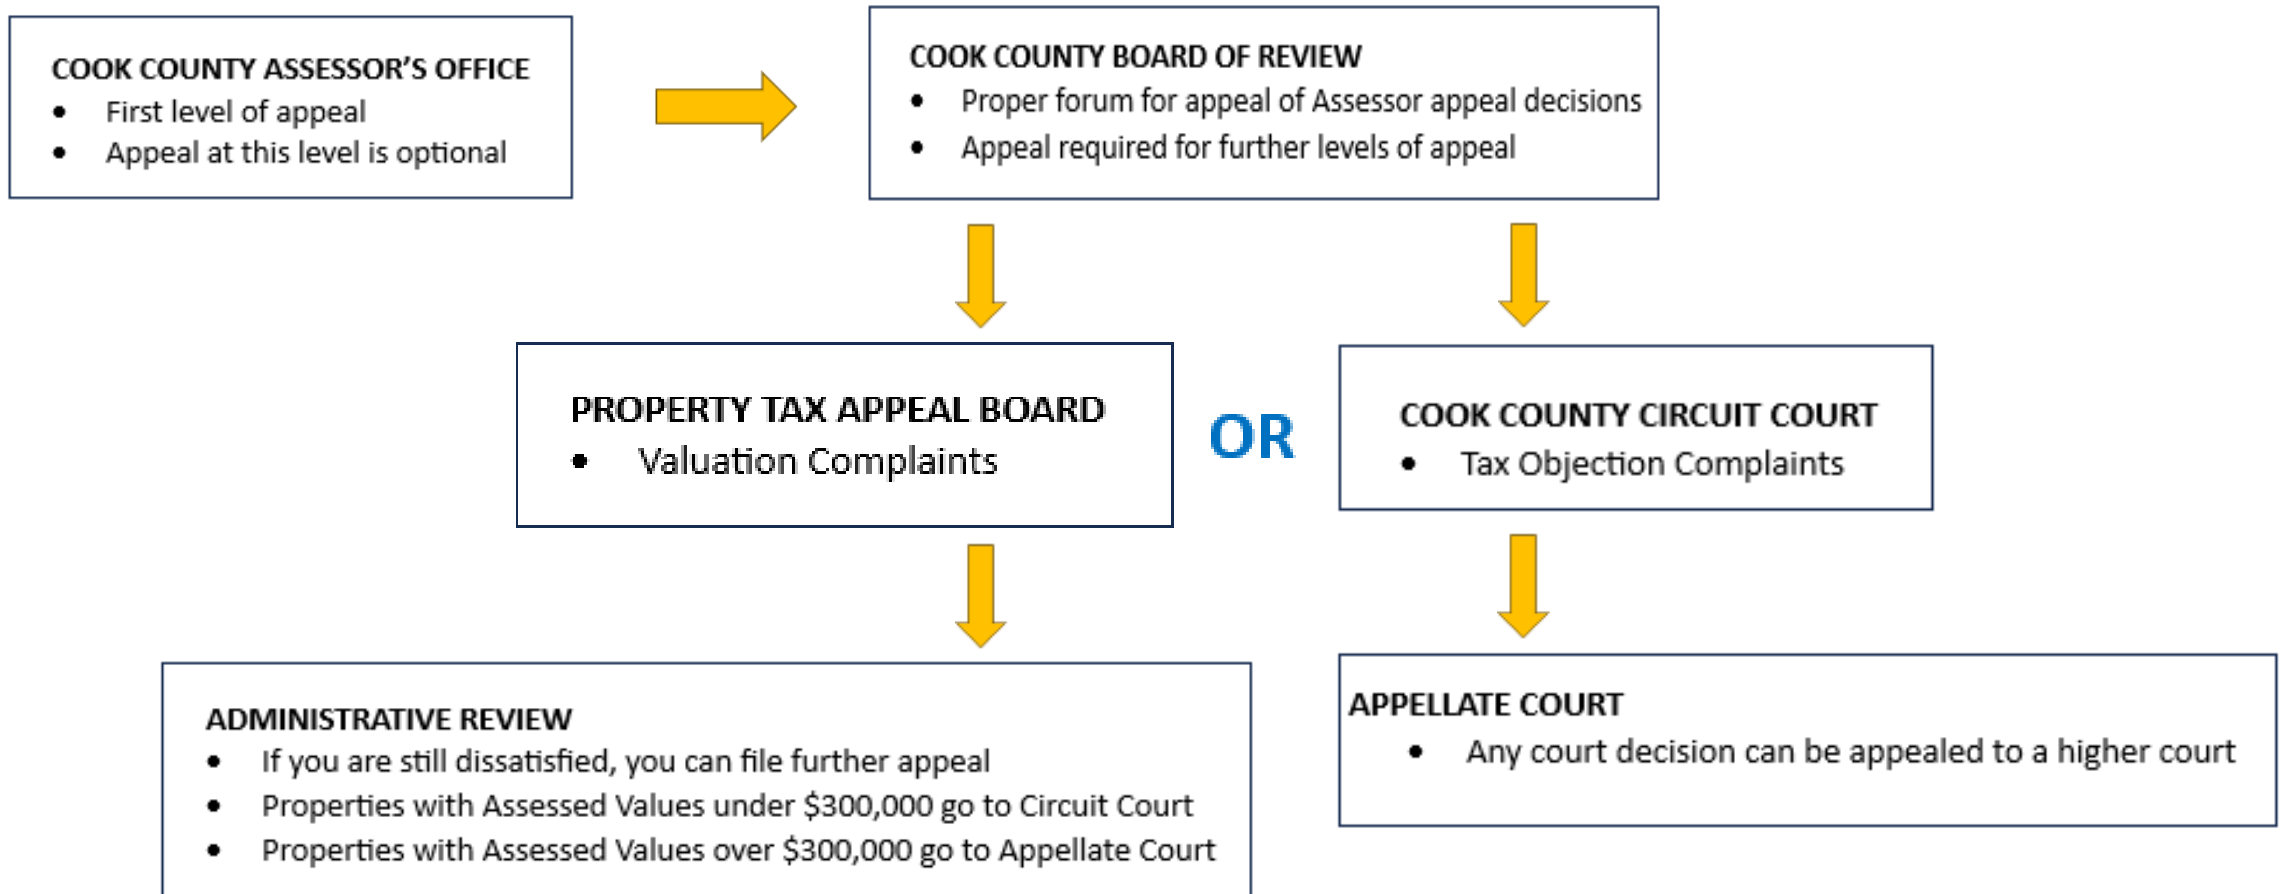 COOK COUNTY ASSESSOR’S OFFICE
• First level of appeal
• Appeal at this level is optional
COOK COUNTY BOARD OF REVIEW
• Proper forum for appeal of Assessor appeal decisions
• Appeal required for further levels of appeal
PROPERTY TAX APPEAL BOARD
• Valuation Complaints
OR
COOK COUNTY CIRCUIT COURT
• Tax Objection Complaints
ADMINISTRATIVE REVIEW
• If you are still dissatisfied, you can file further appeal
• Properties with Assessed Values under $300,000 go to Circuit Court
• Properties with Assessed Values over $300,000 go to Appellate Court
APPELLATE COURT
• Any court decision can be appealed to a higher court